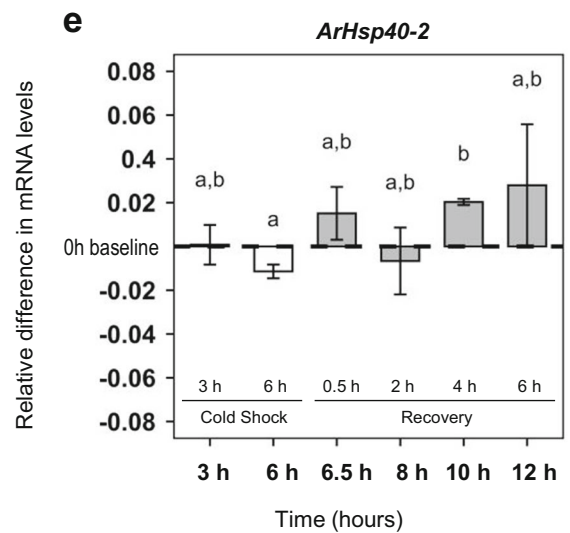 e
ArHsp40-2
Relative difference in mRNA levels
0.08
0.06
0.4
0.02
0h baseline
-0.02
-0.04
-0.06
-0.08
a,b
a
a,b
a,b
b
a,b
3 h 6 h 0.5 h 2 h 4 h 6 h
Cold Shock Recovery
3 h 6 h 6.5 h 8 h 10 h 12 h
Time (hours)